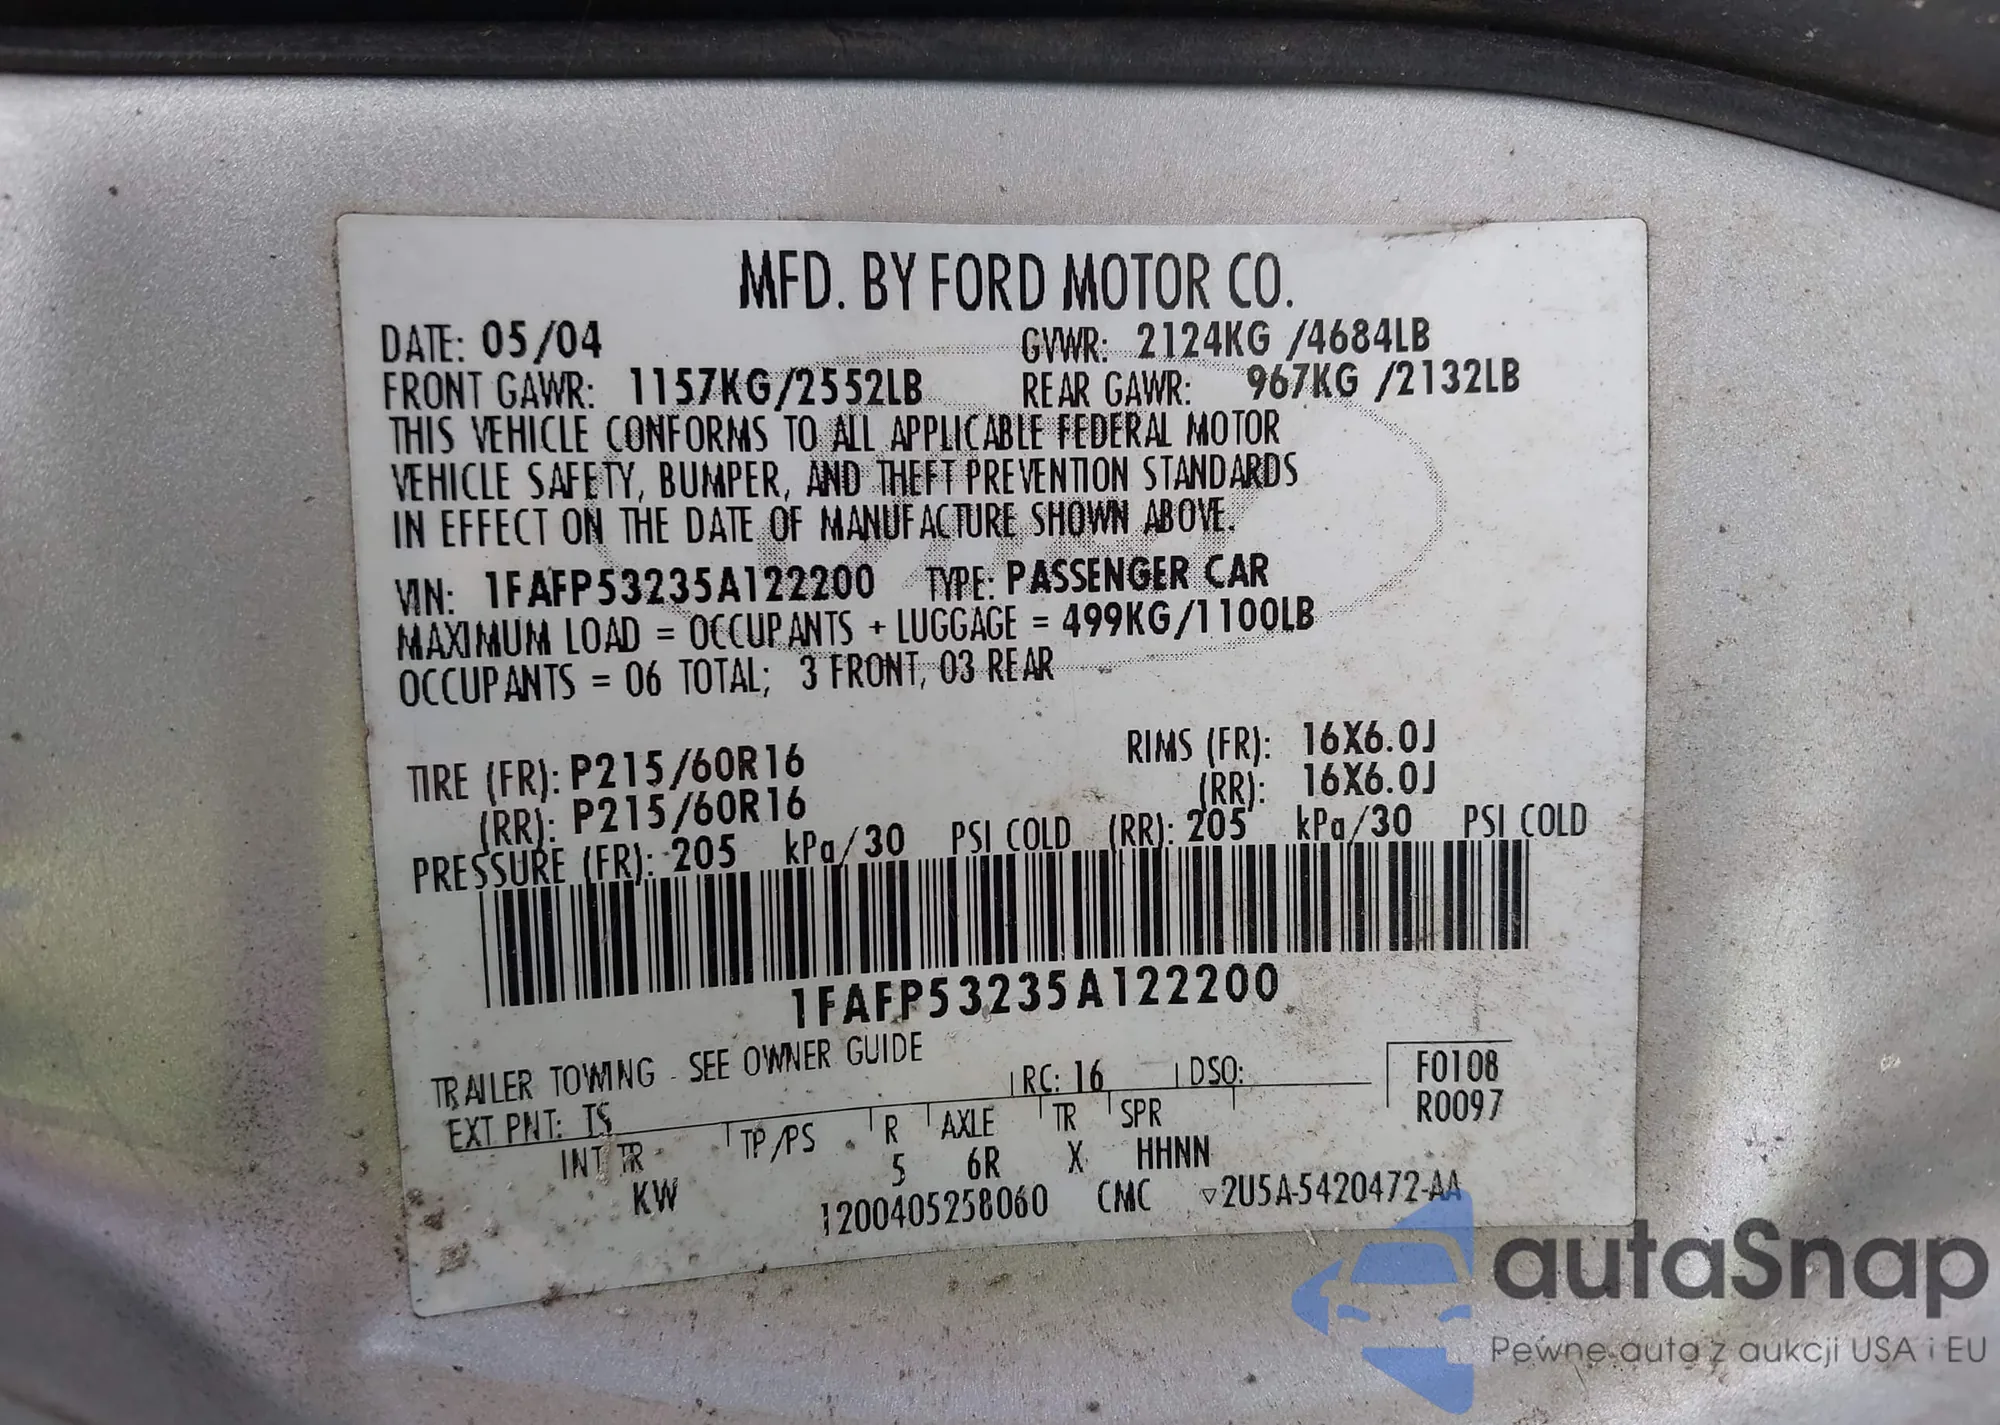 MFD. BY FORD MOTOR CO.
DATE: 05/04 GVWR: 2124KG /4684LB
FRONT GAWR: 1157KG/2552LB REAR GAWR: 967KG /2132LB
THIS VEHICLE CONFORMS TO ALL APPLICABLE FEDERAL MOTOR
VEHICLE SAFETY, BUMPER, AND THEFT PREVENTION STANDARDS
IN EFFECT ON THE DATE OF MANUFACTURE SHOWN ABOVE.
VIN: 1FAFP53235A122200 TYPE: PASSENGER CAR
MAXIMUM LOAD = OCCUPANTS + LUGGAGE = 499KG/1100LB
OCCUPANTS = 06 TOTAL; 3 FRONT, 03 REAR
TIRE (FR): P215/60R16 RIMS (FR): 16X6.0J
(RR): P215/60R16 (RR): 16X6.0J
PRESSURE (FR): 205 kPa/30 PSI COLD (RR): 205 kPa/30 PSI COLD
1FAFP53235A122200
TRAILER TOWING - SEE OWNER GUIDE
EXT PNT: TS RC: 16 DSO: F0108
R0097
INT TR TP/PS R AXLE TR SPR
KW 5 6R X HHNN
1200405258060 CMC ▽2U5A-5420472-AA
autaSnap
Pewne auta z aukcji USA i EU